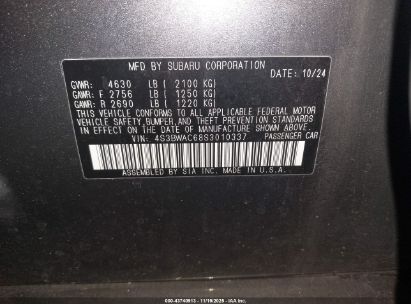 MFD BY SUBARU CORPORATION
DATE: 10/24
GVWR: 4630 LB ( 2100 KG)
GAWR: F 2756 LB ( 1250 KG)
GAWR: R 2690 LB ( 1220 KG)
THIS VEHICLE CONFORMS TO ALL APPLICABLE FEDERAL MOTOR
VEHICLE SAFETY,BUMPER,AND THEFT PREVENTION STANDARDS
IN EFFECT ON THE DATE OF MANUFACTURE SHOWN ABOVE.
VIN: 4S3BWAC68S3010337 PASSENGER CAR
ASSEMBLED BY SIA INC. MADE IN U.S.A.